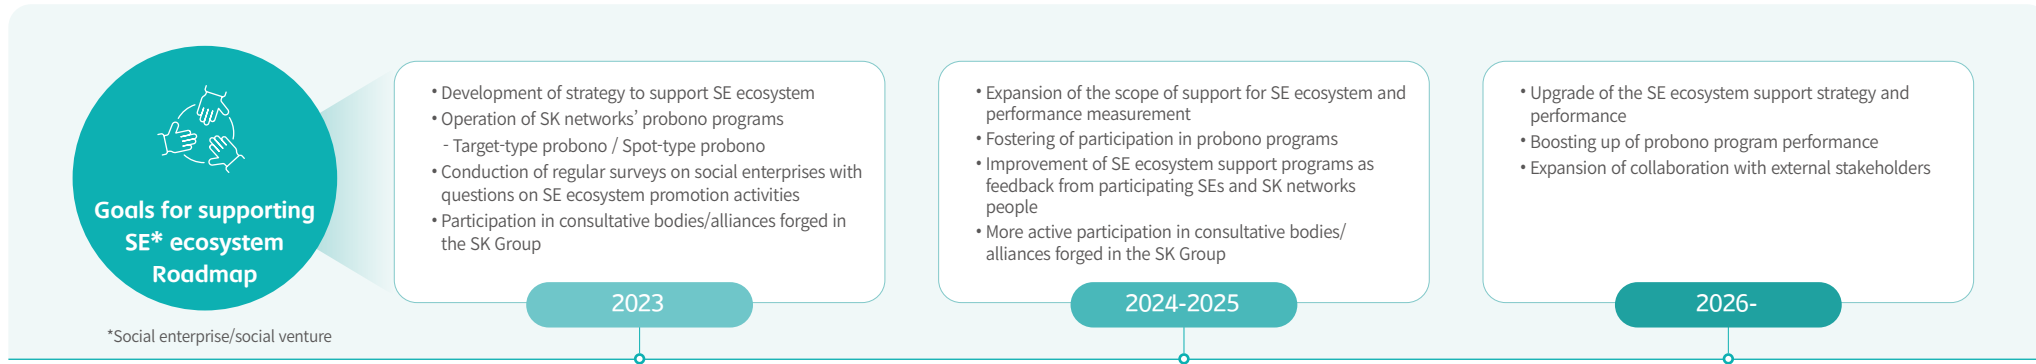 Goals for supporting
SE* ecosystem
Roadmap
*Social enterprise/social venture
• Development of strategy to support SE ecosystem
• Operation of SK networks’ probono programs
- Target-type probono / Spot-type probono
• Conduction of regular surveys on social enterprises with
questions on SE ecosystem promotion activities
• Participation in consultative bodies/alliances forged in
the SK Group
2023
• Expansion of the scope of support for SE ecosystem and
performance measurement
• Fostering of participation in probono programs
• Improvement of SE ecosystem support programs as
feedback from participating SEs and SK networks
people
• More active participation in consultative bodies/
alliances forged in the SK Group
2024-2025
• Upgrade of the SE ecosystem support strategy and
performance
• Boosting up of probono program performance
• Expansion of collaboration with external stakeholders
2026-